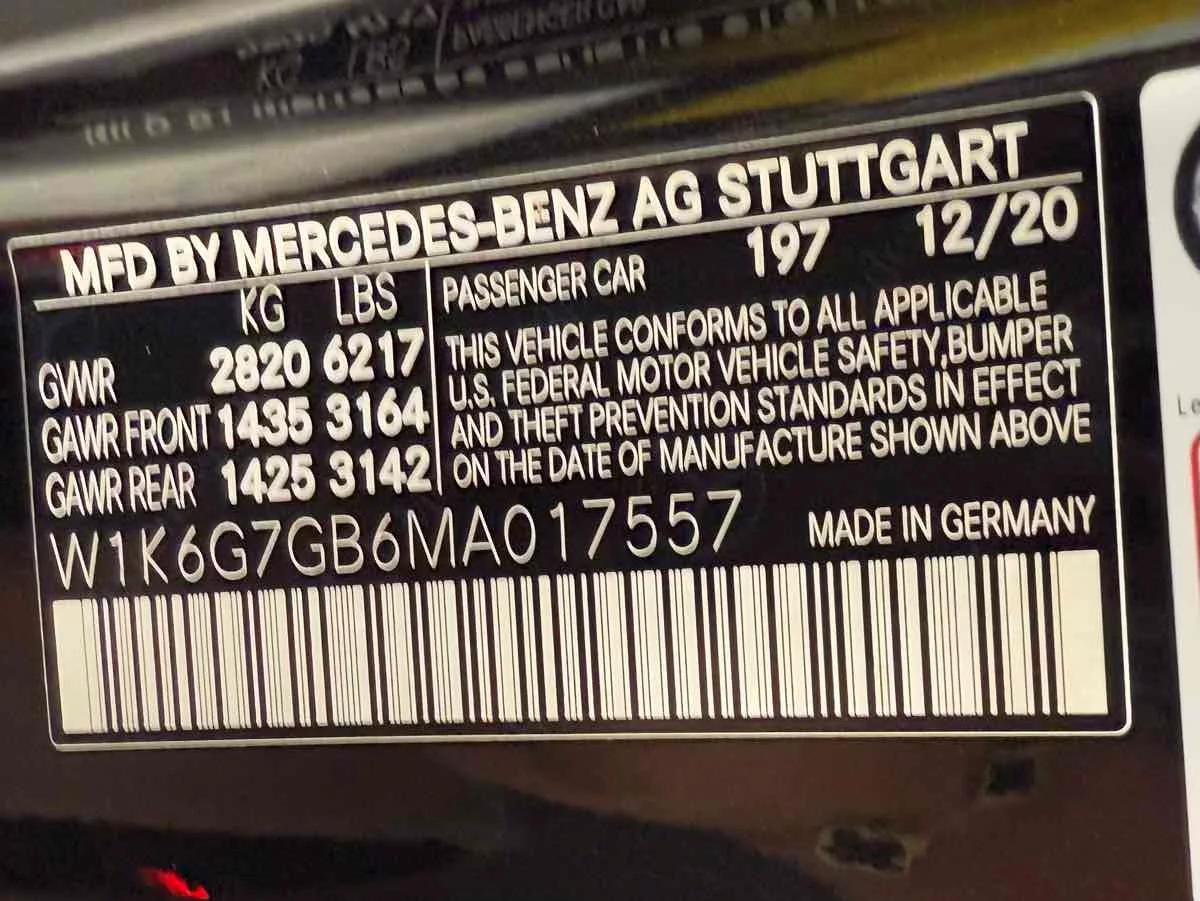 MFD BY MERCEDES-BENZ AG STUTTGART
KG LBS
GVWR 2820 6217
GAWR FRONT 1435 3164
GAWR REAR 1425 3142
PASSENGER CAR 197 12/20
THIS VEHICLE CONFORMS TO ALL APPLICABLE
U.S. FEDERAL MOTOR VEHICLE SAFETY,BUMPER
AND THEFT PREVENTION STANDARDS IN EFFECT
ON THE DATE OF MANUFACTURE SHOWN ABOVE
W1K6G7GB6MA017557 MADE IN GERMANY